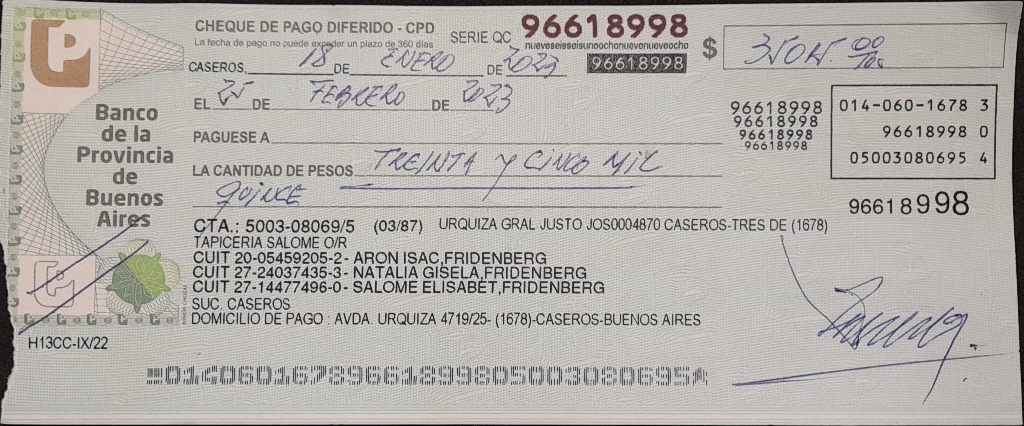 CHEQUE DE PAGO DIFERIDO - CPD
La fecha de pago no puede exceder un plazo de 360 días
SERIE QC 96618998
nueveseisseisunoochonuevenueveocho
96618998
$ 35015.00/100
CASEROS, 18 DE ENERO DE 2023
EL 25 DE FEBRERO DE 2023
Banco
de la
Provincia
de
Buenos
Aires
96618998
96618998
96618998
96618998
014-060-1678 3
96618998 0
05003080695 4
PAGUESE A
LA CANTIDAD DE PESOS TREINTA Y CINCO MIL
QUINCE
96618998
CTA.: 5003-08069/5 (03/87) URQUIZA GRAL JUSTO JOS0004870 CASEROS-TRES DE (1678)
TAPICERIA SALOME O/R
CUIT 20-05459205-2- ARON ISAC,FRIDENBERG
CUIT 27-24037435-3- NATALIA GISELA,FRIDENBERG
CUIT 27-14477496-0- SALOME ELISABET,FRIDENBERG
SUC. CASEROS
DOMICILIO DE PAGO : AVDA. URQUIZA 4719/25- (1678)-CASEROS-BUENOS AIRES
H13CC-IX/22